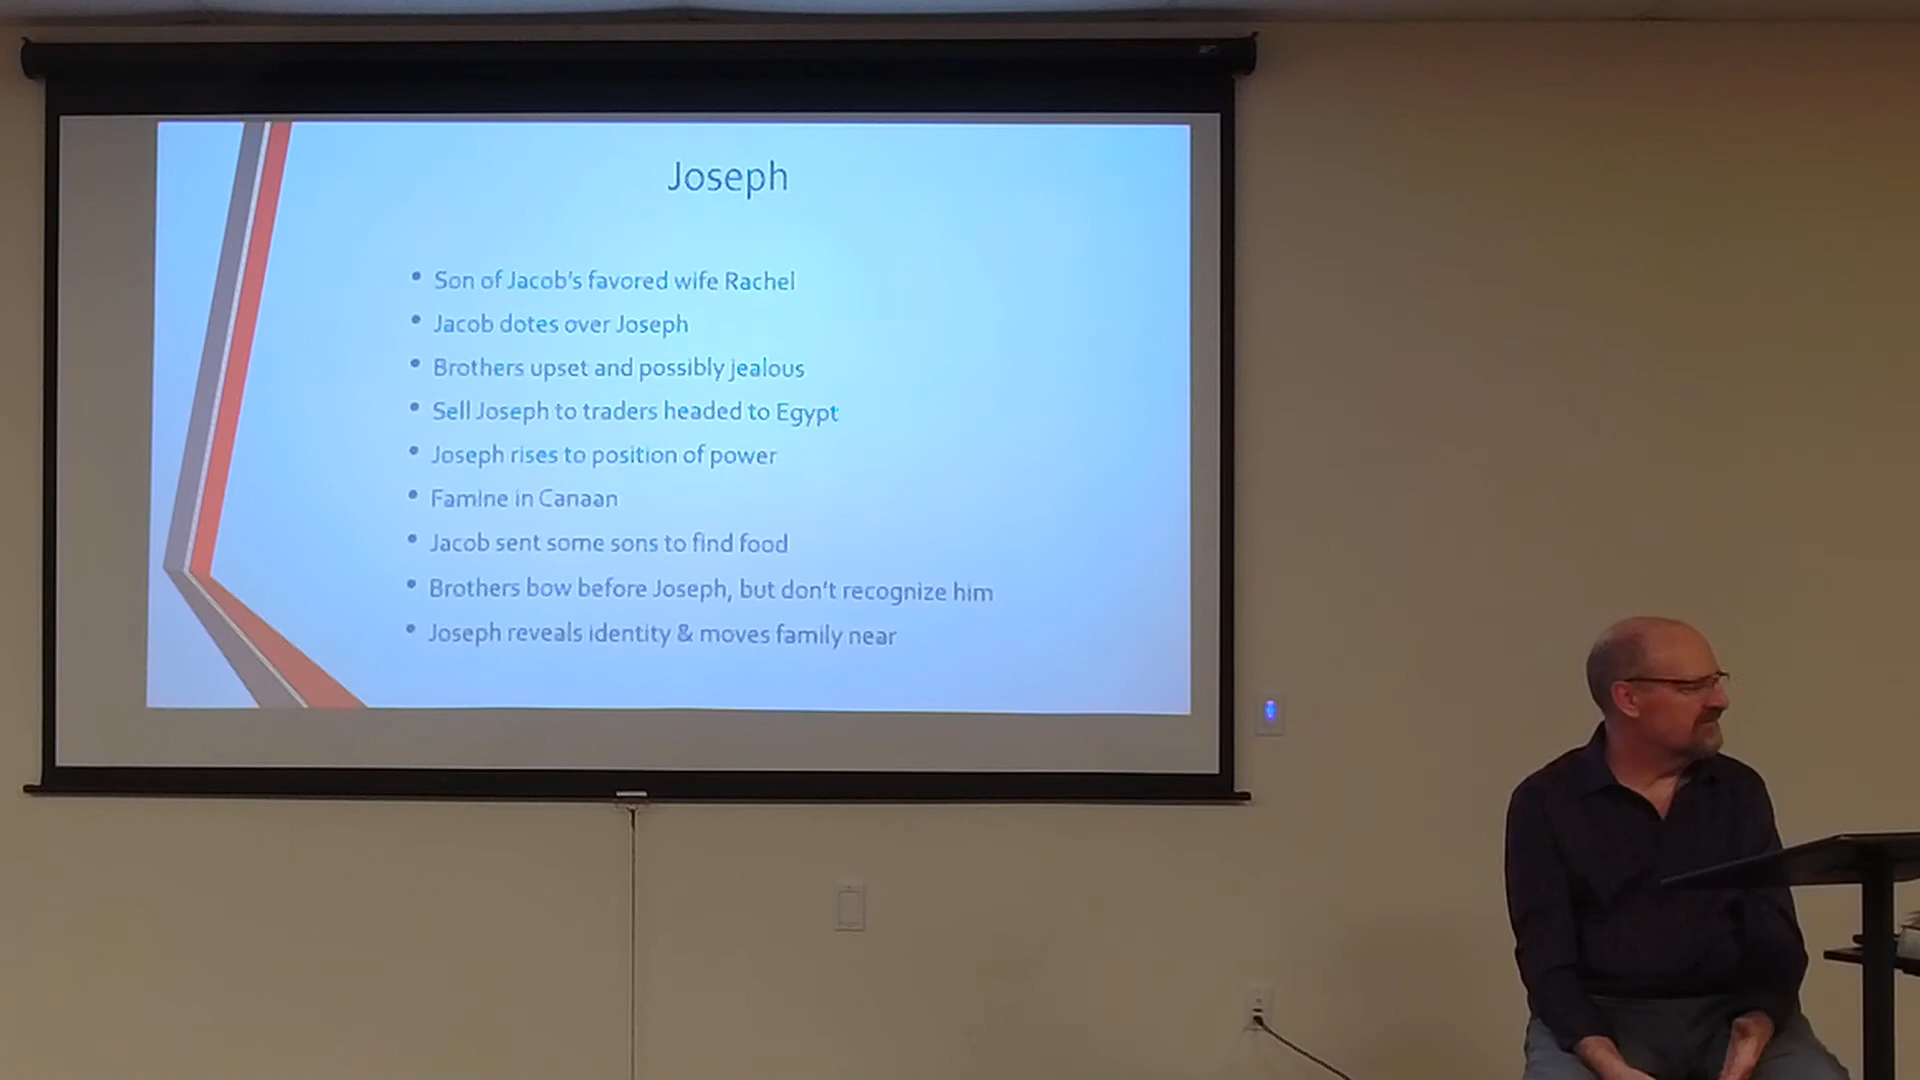 Joseph
• Son of Jacob's favored wife Rachel
• Jacob dotes over Joseph
• Brothers upset and possibly jealous
• Sell Joseph to traders headed to Egypt
• Joseph rises to position of power
• Famine in Canaan
• Jacob sent some sons to find food
• Brothers bow before Joseph, but don't recognize him
• Joseph reveals identity & moves family near